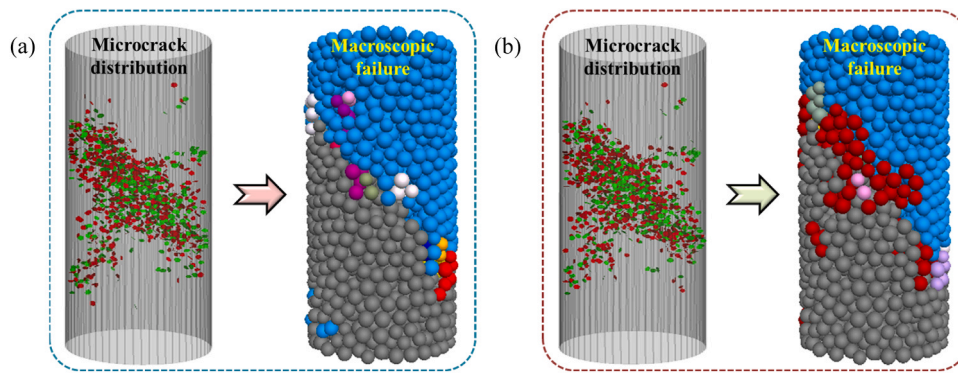 (a)
Microcrack
distribution
Macroscopic
failure
(b)
Microcrack
distribution
Macroscopic
failure